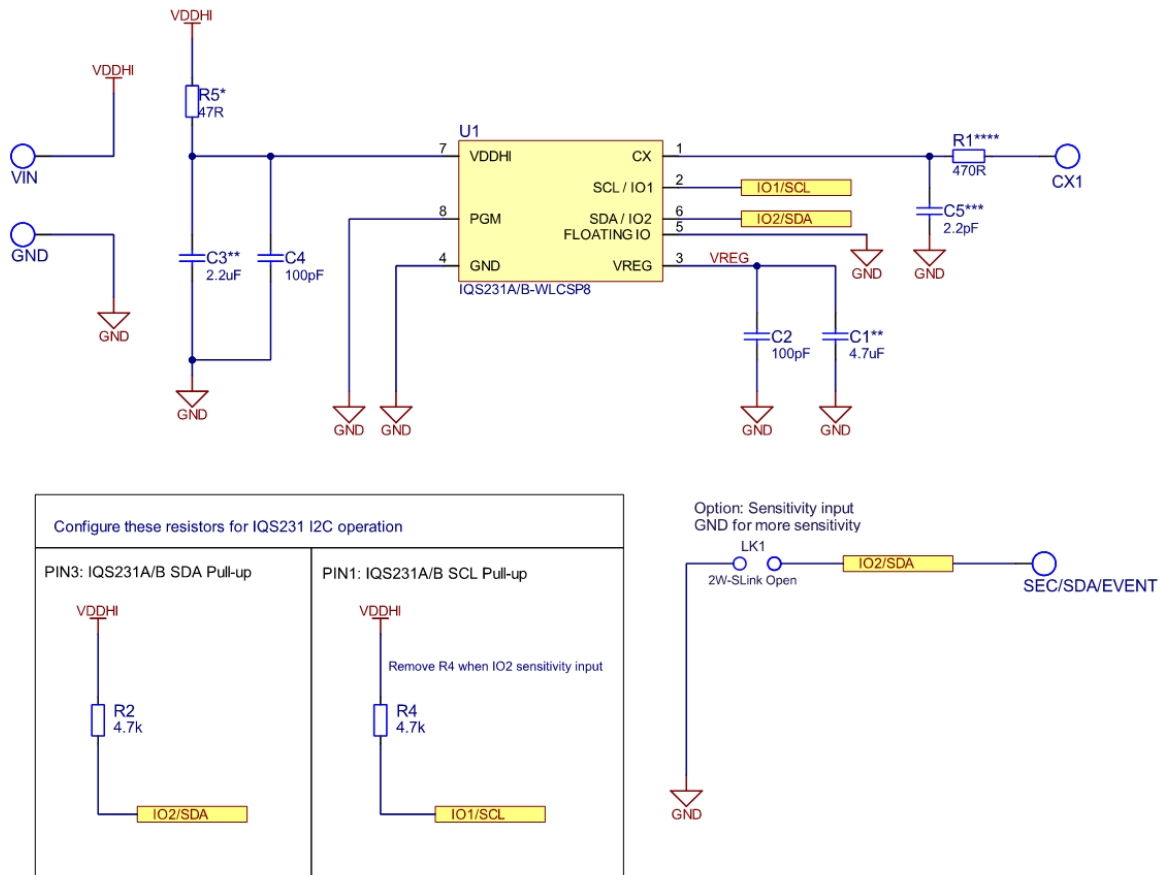 VDDHI
VDDHI
R5*
47R
VIN
GND
GND
C3**
2.2uF
C4
100pF
GND
U1
7
VDDHI
8
PGM
4
GND
CX
1
SCL / IO1
2
IO1/SCL
SDA / IO2
6
IO2/SDA
FLOATING IO
5
VREG
3
VREG
IQS231A/B-WLCSP8
GND
GND
R1****
470R
CX1
C5***
2.2pF
GND
GND
C2
100pF
C1**
4.7uF
GND
GND
Configure these resistors for IQS231 I2C operation
PIN3: IQS231A/B SDA Pull-up
VDDHI
R2
4.7k
IO2/SDA
PIN1: IQS231A/B SCL Pull-up
VDDHI
Remove R4 when IO2 sensitivity input
R4
4.7k
IO1/SCL
Option: Sensitivity input
GND for more sensitivity
LK1
2W-SLink Open
IO2/SDA
SEC/SDA/EVENT
GND